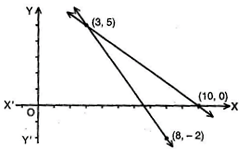 Y
(3, 5)
(10, 0)
X'
O
X
(8, −2)
Y'